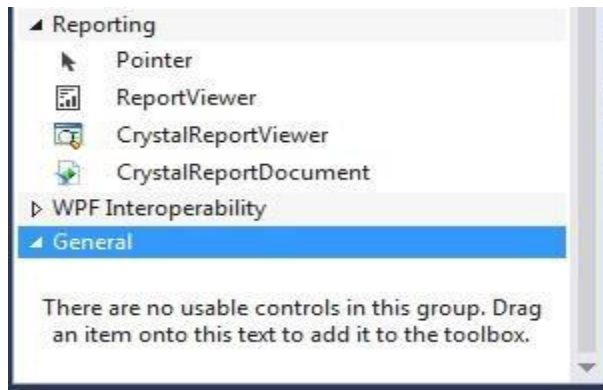 Reporting
Pointer
ReportViewer
CrystalReportViewer
CrystalReportDocument
WPF Interoperability
General
There are no usable controls in this group. Drag
an item onto this text to add it to the toolbox.